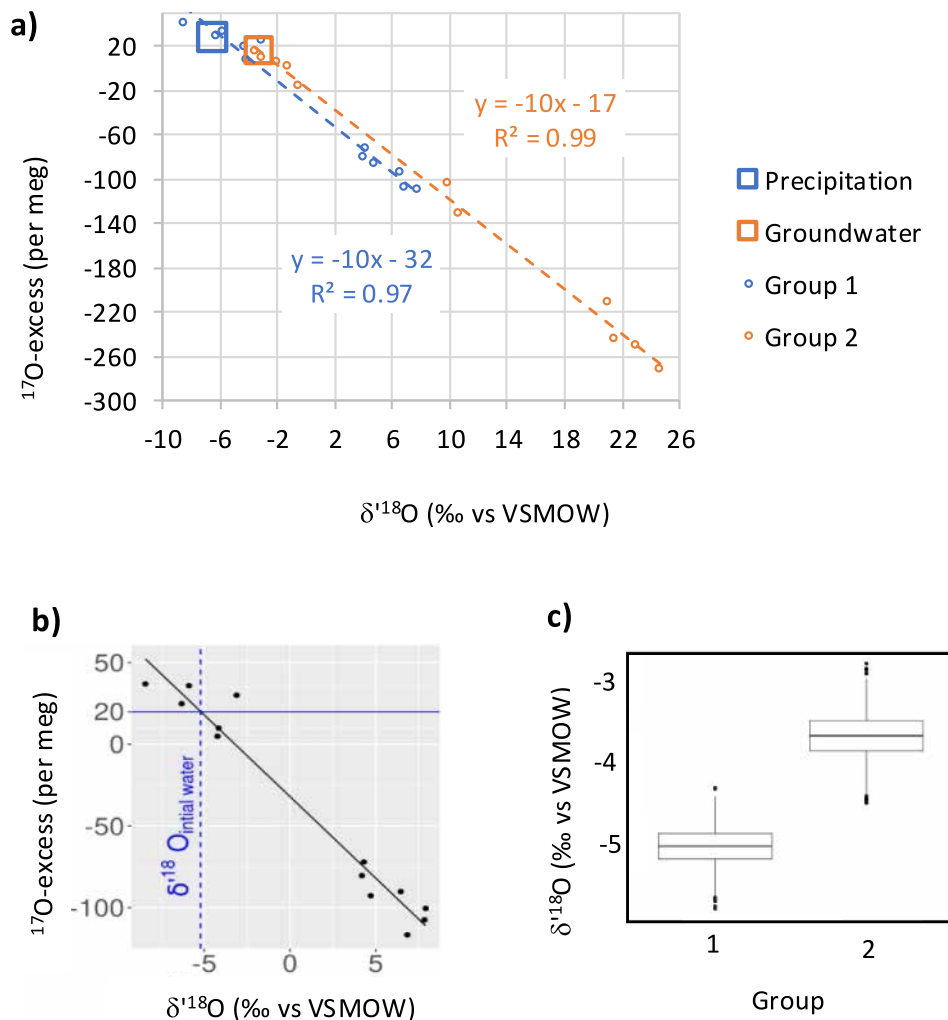 a)
20
-20
-60
-100
-140
-180
-220
-260
-300
¹⁷O-excess (per meg)
y = -10x - 17
R² = 0.99
y = -10x - 32
R² = 0.97
Precipitation
Groundwater
Group 1
Group 2
-10 -6 -2 2 6 10 14 18 22 26
δ'¹⁸O (‰ vs VSMOW)
b)
50
20
0
-50
-100
¹⁷O-excess (per meg)
δ'¹⁸Ointial water
-5 0 5
δ'¹⁸O (‰ vs VSMOW)
c)
-3
-4
-5
δ'¹⁸O (‰ vs VSMOW)
1 2
Group